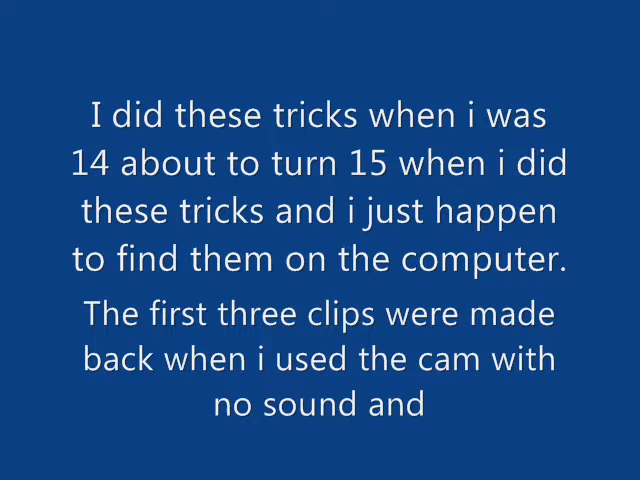 I did these tricks when i was
14 about to turn 15 when i did
these tricks and i just happen
to find them on the computer.
The first three clips were made
back when i used the cam with
no sound and